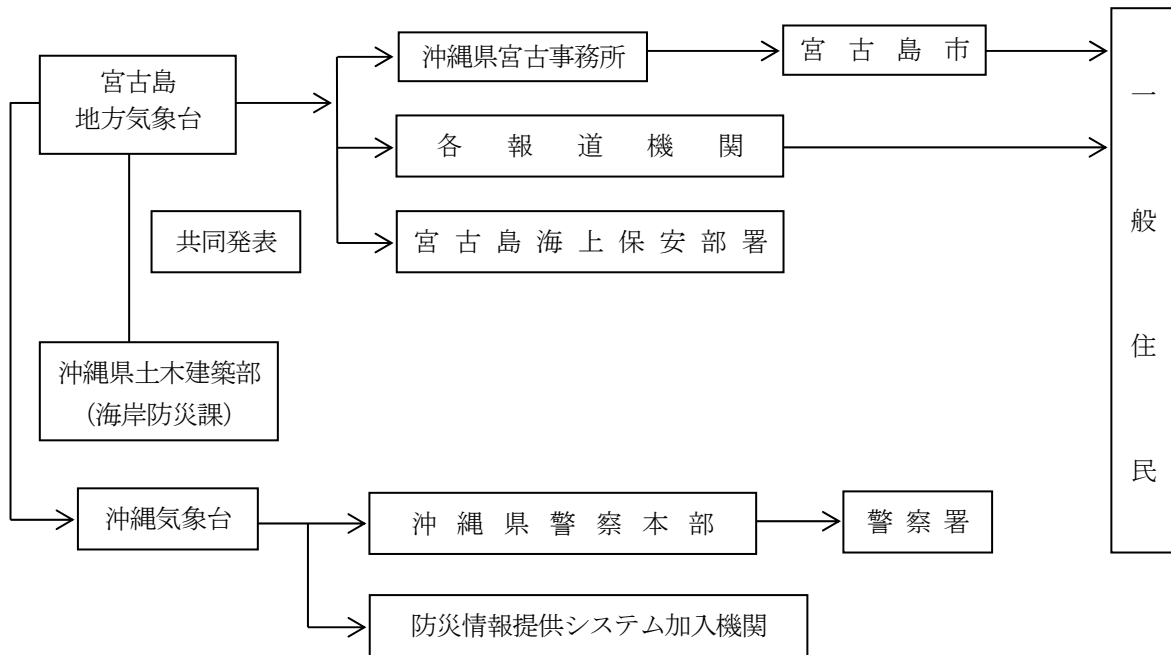 宮古島
地方気象台
沖縄県宮古事務所
宮古島市
各報道機関
宮古島海上保安部署
共同発表
沖縄県土木建築部
(海岸防災課)
沖縄気象台
沖縄県警察本部
警察署
防災情報提供システム加入機関
一般住民